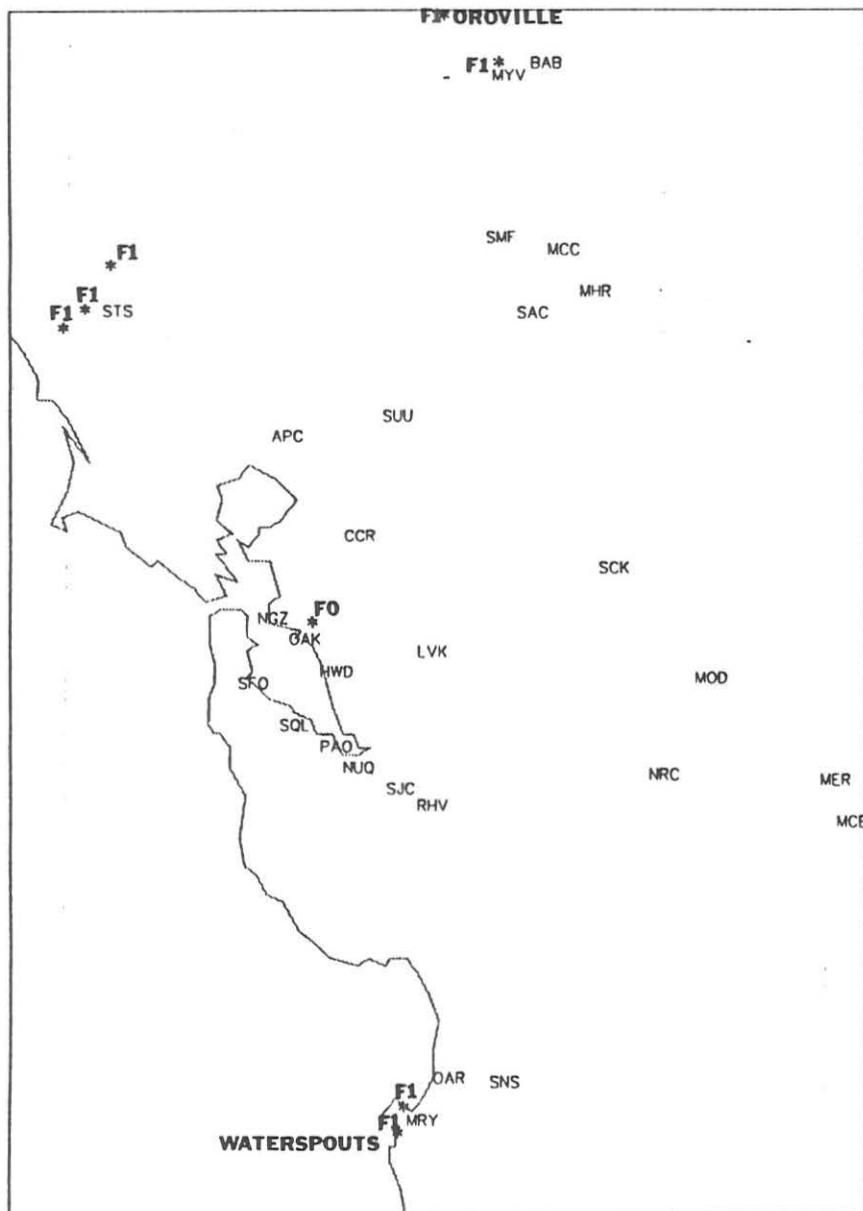 F1* OROVILLE
F1 * BAB
MYV
SMF
MCC
F1
*
MHR
F1
* STS
F1
*
SAC
SUU
APC
CCR
SCK
F0
*
NGZ
OAK
LVK
HWD
MOD
SFO
SQL
PAO
NUQ
NRC
MER
SJC
RHV
OAR
SNS
F1
*
MRY
F1
*
WATERSPOUTS